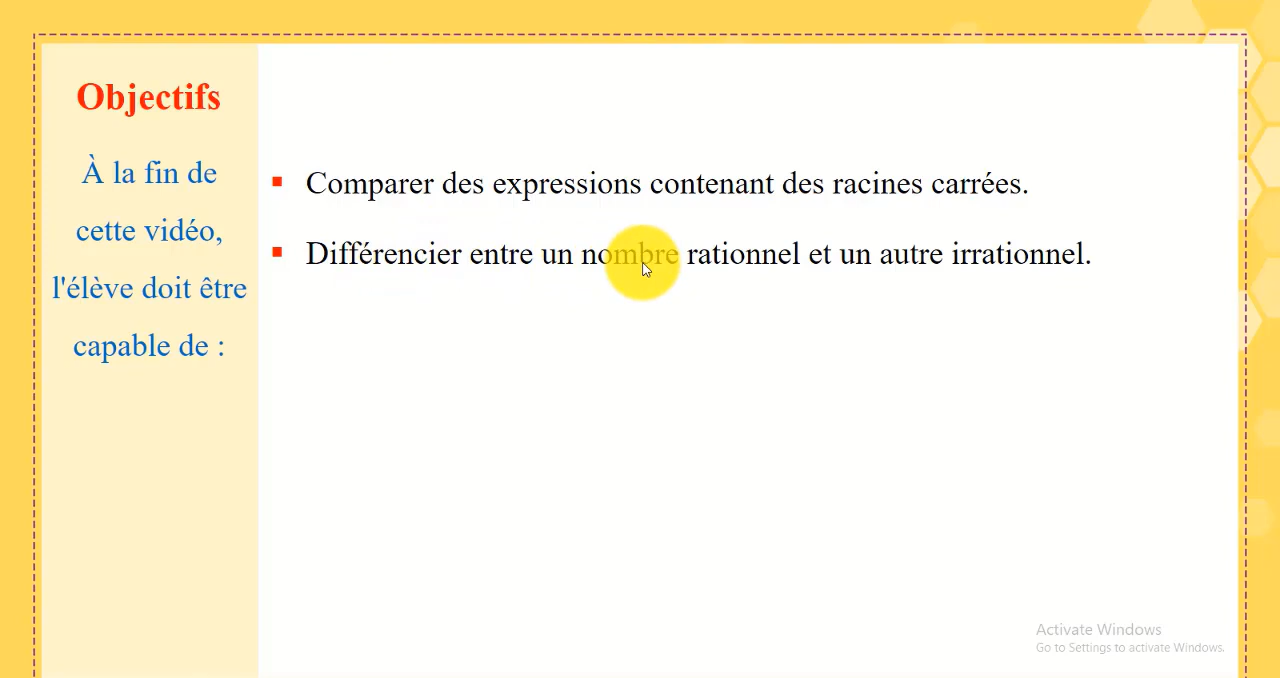 Objectifs
À la fin de
cette vidéo,
l'élève doit être
capable de :
Comparer des expressions contenant des racines carrées.
Différencier entre un nombre rationnel et un autre irrationnel.
Activate Windows
Go to Settings to activate Windows.